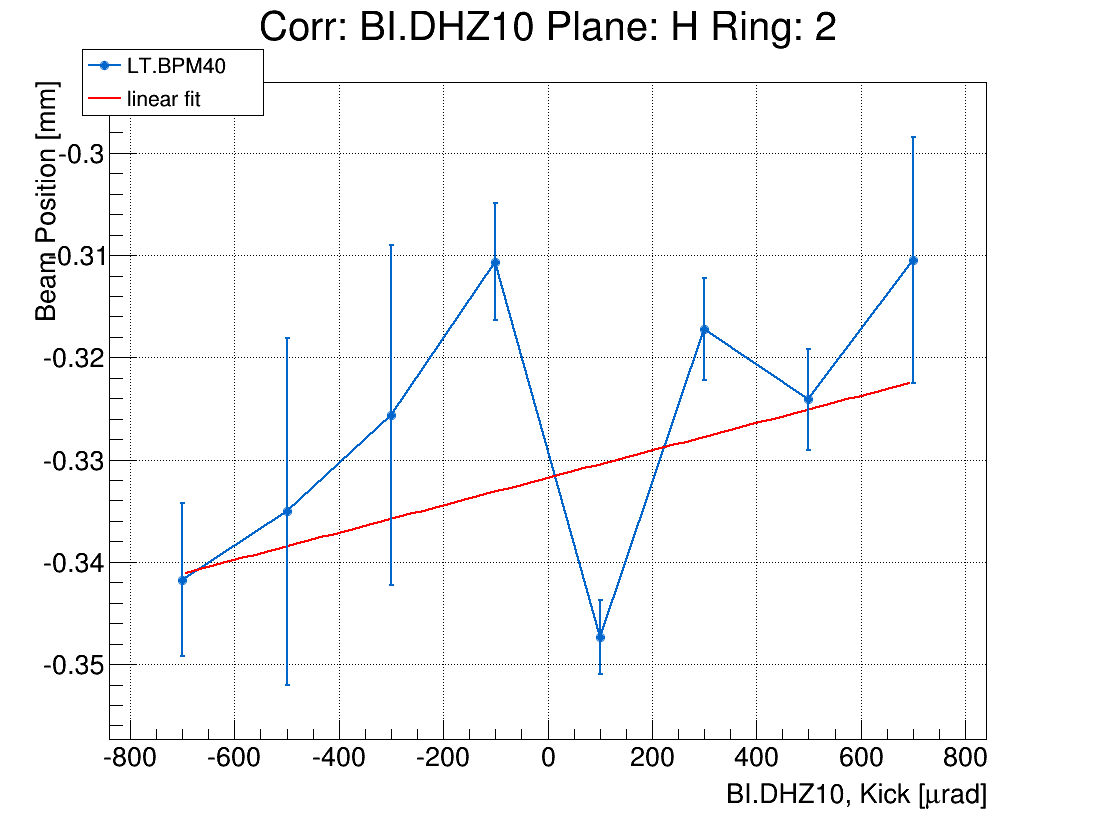 Corr: BI.DHZ10 Plane: H Ring: 2
LT.BPM40
linear fit
Beam Position [mm]
-0.3
-0.31
-0.32
-0.33
-0.34
-0.35
-800 -600 -400 -200 0 200 400 600 800
BI.DHZ10, Kick [μrad]